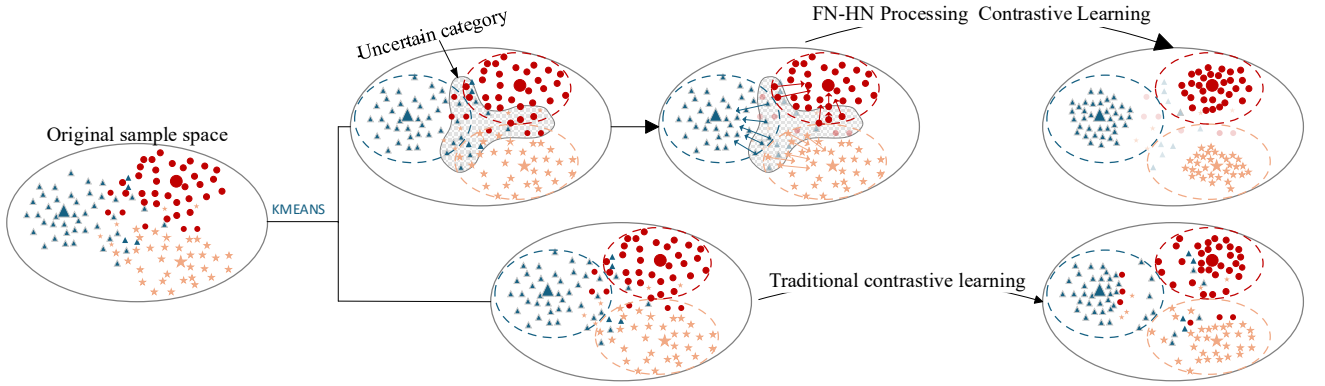 FN-HN Processing Contrastive Learning
Uncertain category
Original sample space
KMEANS
Traditional contrastive learning